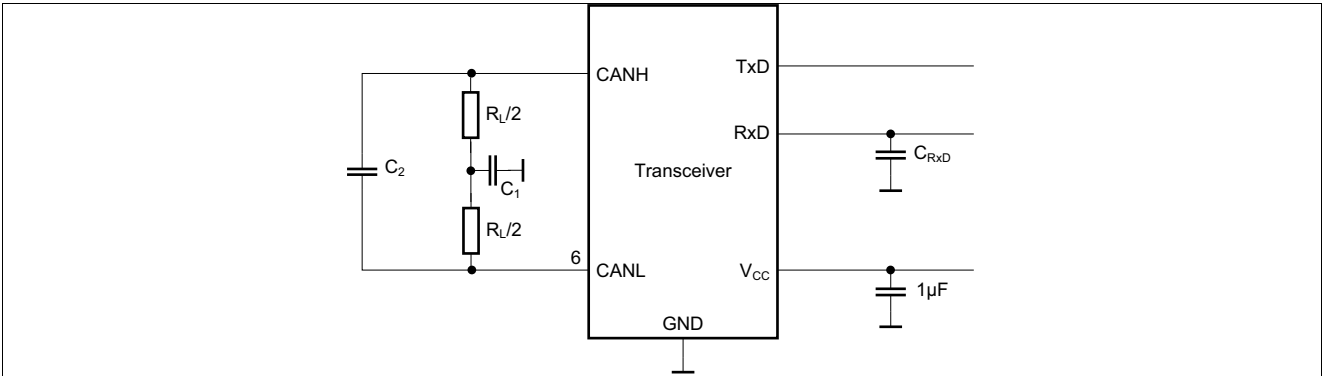 CANH
TxD
R_L/2
RxD
C_2
C_RxD
Transceiver
C_1
R_L/2
6
CANL
V_CC
1µF
GND